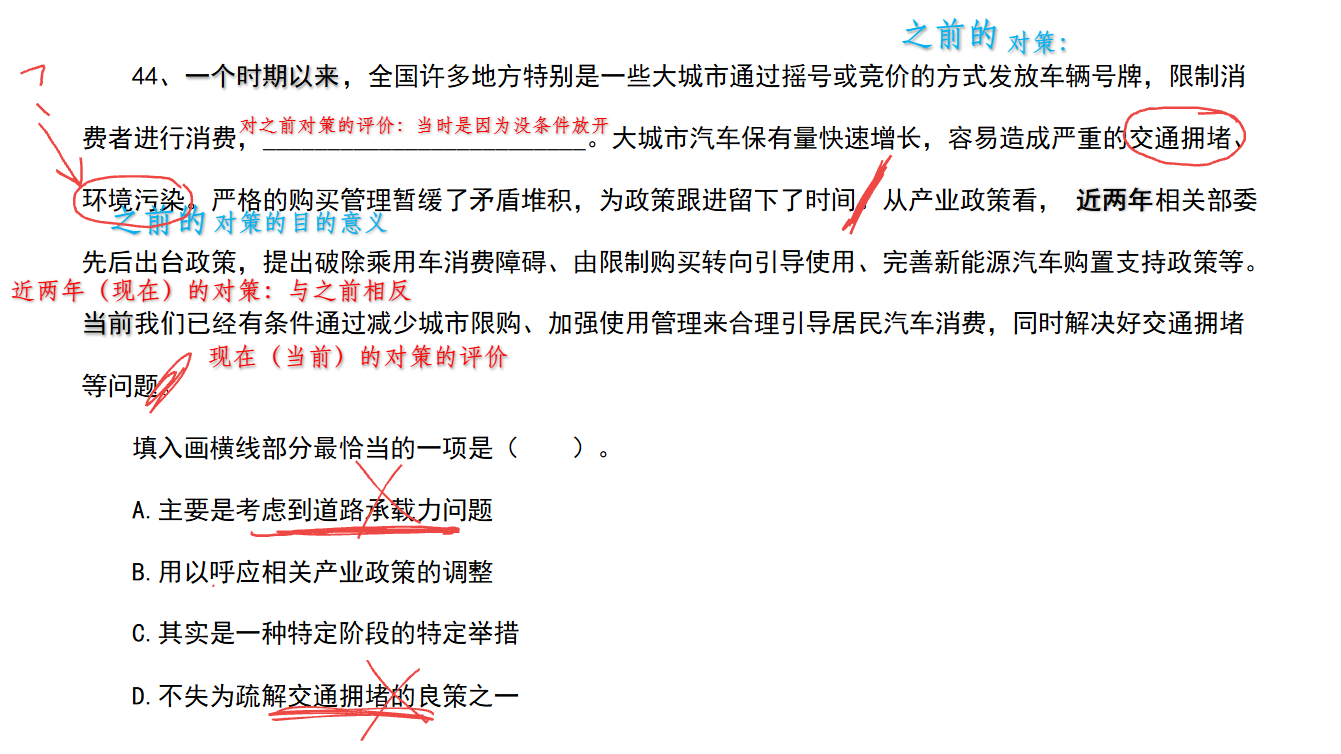 之前的 对策：
44、一个时期以来，全国许多地方特别是一些大城市通过摇号或竞价的方式发放车辆号牌，限制消
对之前对策的评价：当时是因为没条件放开
费者进行消费，________________________。大城市汽车保有量快速增长，容易造成严重的交通拥堵、
环境污染。严格的购买管理暂缓了矛盾堆积，为政策跟进留下了时间。从产业政策看， 近两年相关部委
之前的 对策的目的意义
先后出台政策，提出破除乘用车消费障碍、由限制购买转向引导使用、完善新能源汽车购置支持政策等。
近两年（现在）的对策：与之前相反
当前我们已经有条件通过减少城市限购、加强使用管理来合理引导居民汽车消费，同时解决好交通拥堵
现在（当前）的对策的评价
等问题。
填入画横线部分最恰当的一项是（  ）。
A.主要是考虑到道路承载力问题
B.用以呼应相关产业政策的调整
C.其实是一种特定阶段的特定举措
D.不失为疏解交通拥堵的良策之一